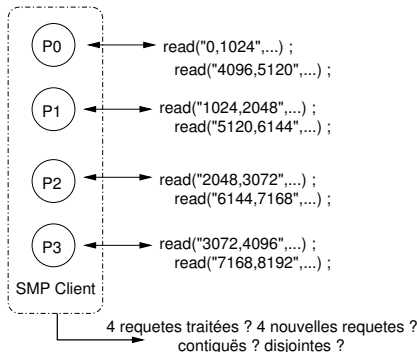 P0
read("0,1024",...) ;
read("4096,5120",...) ;
P1
read("1024,2048",...) ;
read("5120,6144",...) ;
P2
read("2048,3072",...) ;
read("6144,7168",...) ;
P3
read("3072,4096",...) ;
read("7168,8192",...) ;
SMP Client
4 requetes traitées ? 4 nouvelles requetes ?
contiguës ? disjointes ?